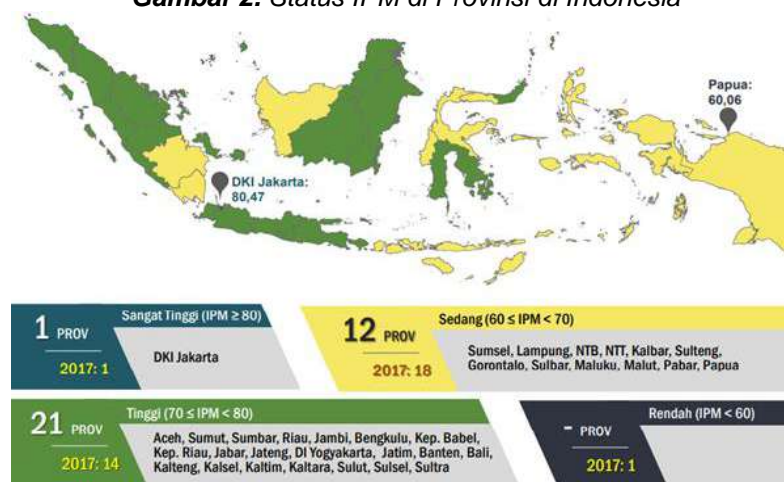 Gambar 2. Status IPM di Provinsi di Indonesia
Papua:
60,06
DKI Jakarta:
80,47
1 PROV
2017: 1
Sangat Tinggi (IPM ≥ 80)
DKI Jakarta
12 PROV
2017: 18
Sedang (60 ≤ IPM < 70)
Sumsel, Lampung, NTB, NTT, Kalbar, Sulteng,
Gorontalo, Sulbar, Maluku, Malut, Pabar, Papua
21 PROV
2017: 14
Tinggi (70 ≤ IPM < 80)
Aceh, Sumut, Sumbar, Riau, Jambi, Bengkulu, Kep. Babel,
Kep. Riau, Jabar, Jateng, DI Yogyakarta, Jatim, Banten, Bali,
Kalteng, Kalsel, Kaltim, Kaltara, Sulut, Sulsel, Sultra
- PROV
2017: 1
Rendah (IPM < 60)